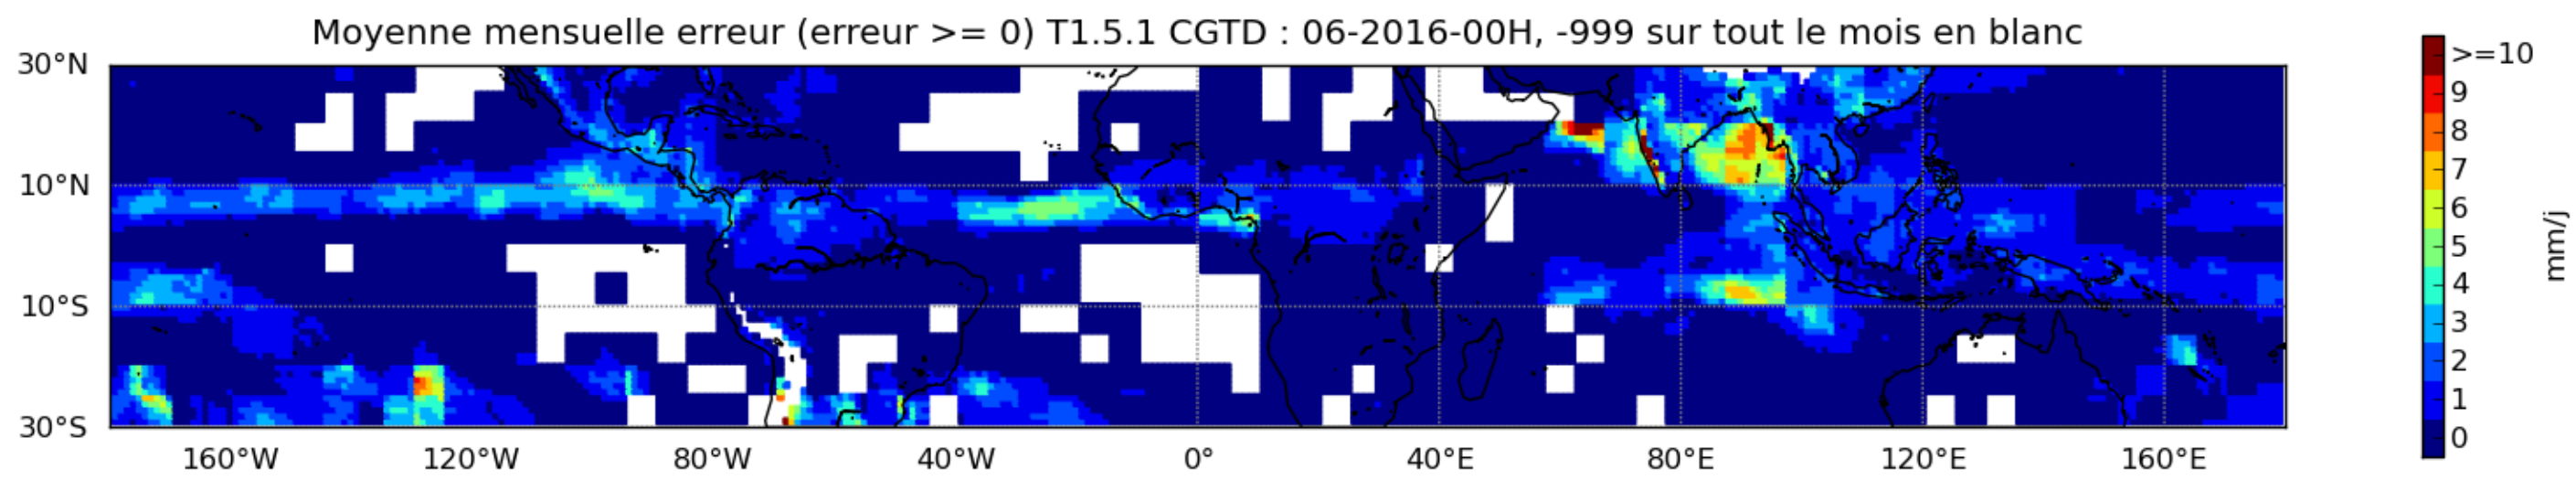 Moyenne mensuelle erreur (erreur >= 0) T1.5.1 CGTD : 06-2016-00H, -999 sur tout le mois en blanc
30°N
10°N
10°S
30°S
160°W 120°W 80°W 40°W 0° 40°E 80°E 120°E 160°E
>=10
9
8
7
6
5
4
3
2
1
0
mm/j